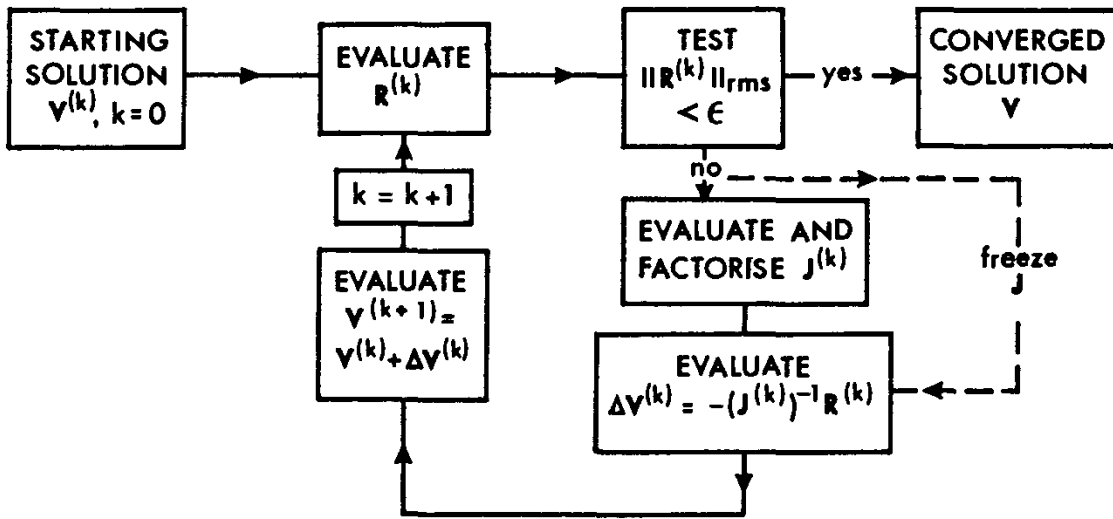 STARTING
SOLUTION
V^(k), k=0
EVALUATE
R^(k)
TEST
||R^(k)||rms
< ϵ
yes
CONVERGED
SOLUTION
V
no
EVALUATE AND
FACTORISE J^(k)
freeze
J
EVALUATE
ΔV^(k) = -(J^(k))^-1 R^(k)
k = k+1
EVALUATE
V^(k+1) =
V^(k) + ΔV^(k)